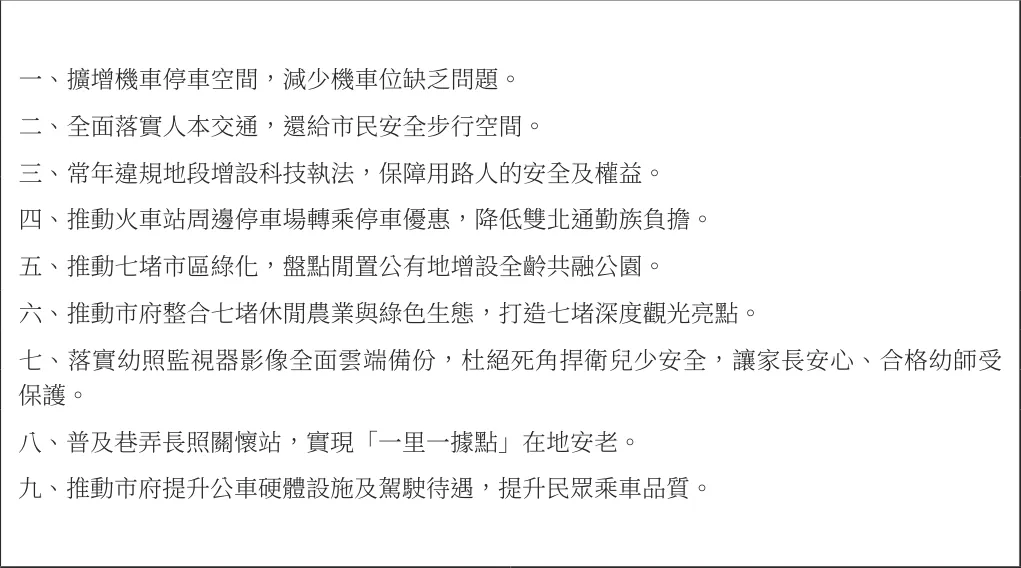 一、擴增機車停車空間，減少機車位缺乏問題。
二、全面落實人本交通，還給市民安全步行空間。
三、常年違規地段增設科技執法，保障用路人的安全及權益。
四、推動火車站周邊停車場轉乘停車優惠，降低雙北通勤族負擔。
五、推動七堵市區綠化，盤點閒置公有地增設全齡共融公園。
六、推動市府整合七堵休閒農業與綠色生態，打造七堵深度觀光亮點。
七、落實幼照監視器影像全面雲端備份，杜絕死角捍衛兒少安全，讓家長安心、合格幼師受
保護。
八、普及巷弄長照關懷站，實現「一里一據點」在地安老。
九、推動市府提升公車硬體設施及駕駛待遇，提升民眾乘車品質。